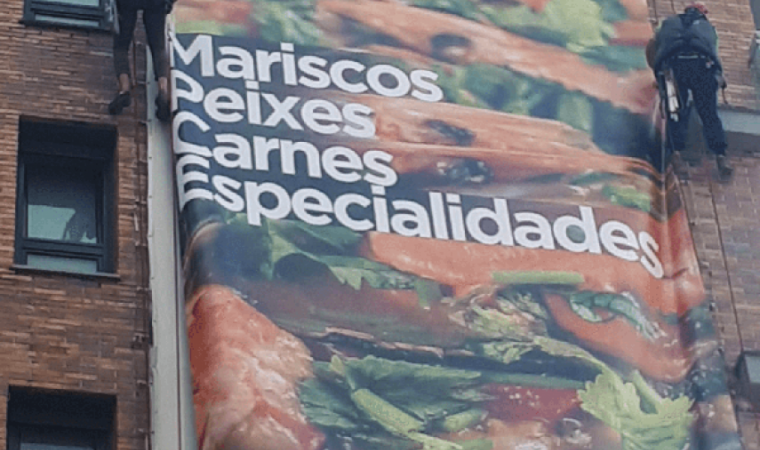 Mariscos
Peixes
Carnes
Especialidades